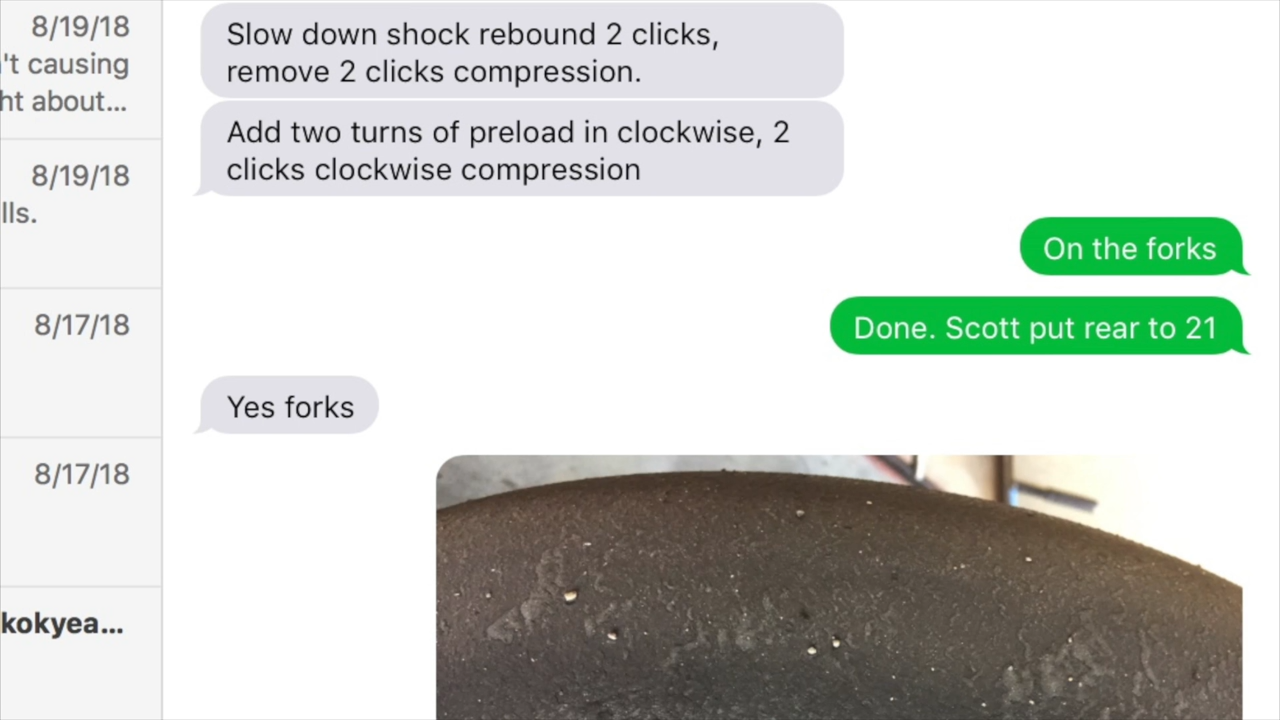 8/19/18
't causing
ht about...
8/19/18
lls.
8/17/18
8/17/18
kokyea...
Slow down shock rebound 2 clicks,
remove 2 clicks compression.
Add two turns of preload in clockwise, 2
clicks clockwise compression
On the forks
Done. Scott put rear to 21
Yes forks